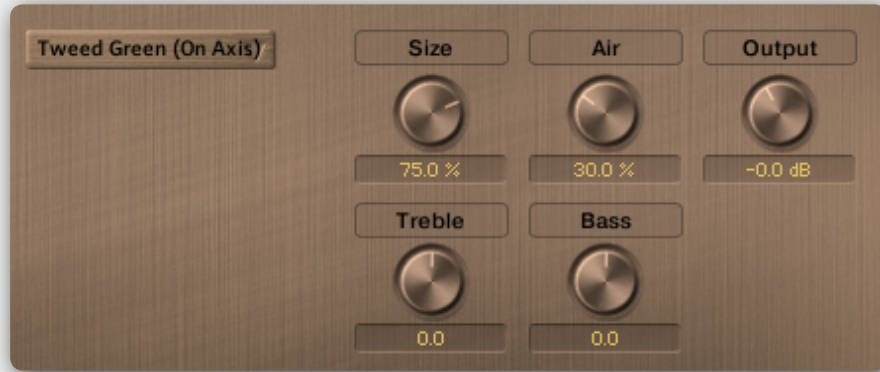 Tweed Green (On Axis)
Size
Air
Output
75.0 %
30.0 %
-0.0 dB
Treble
Bass
0.0
0.0